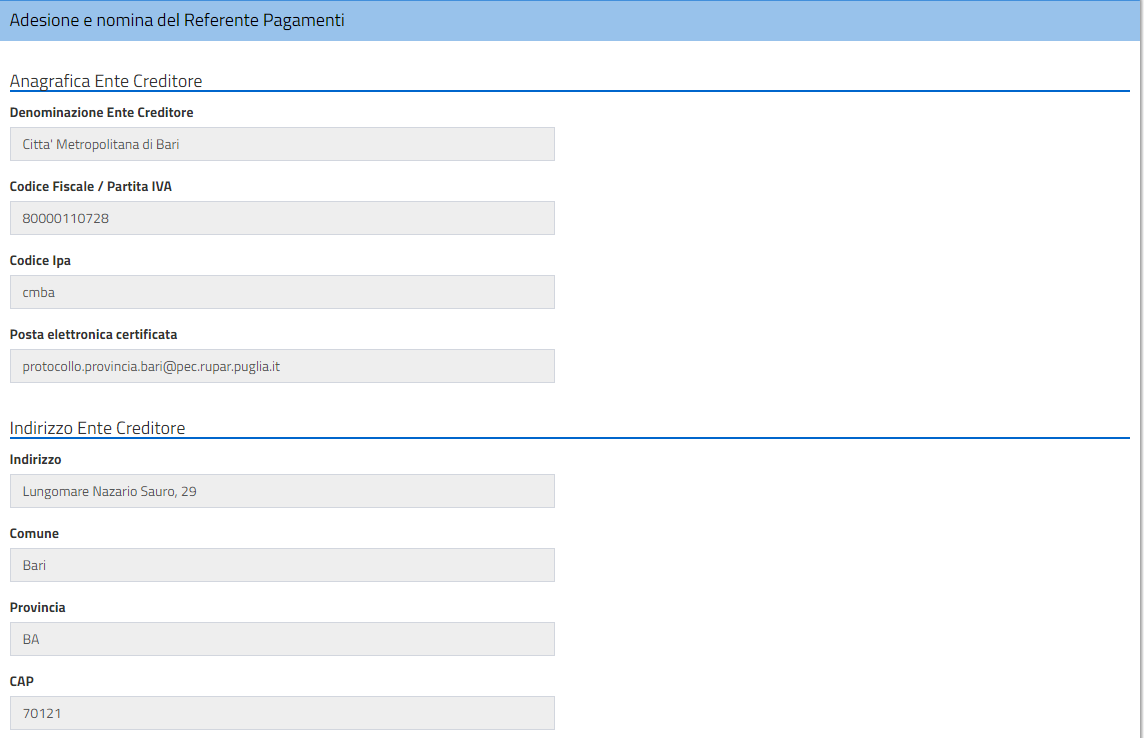 Adesione e nomina del Referente Pagamenti
Anagrafica Ente Creditore
Denominazione Ente Creditore
Citta' Metropolitana di Bari
Codice Fiscale / Partita IVA
80000110728
Codice Ipa
cmba
Posta elettronica certificata
protocollo.provincia.bari@pec.rupar.puglia.it
Indirizzo Ente Creditore
Indirizzo
Lungomare Nazario Sauro, 29
Comune
Bari
Provincia
BA
CAP
70121